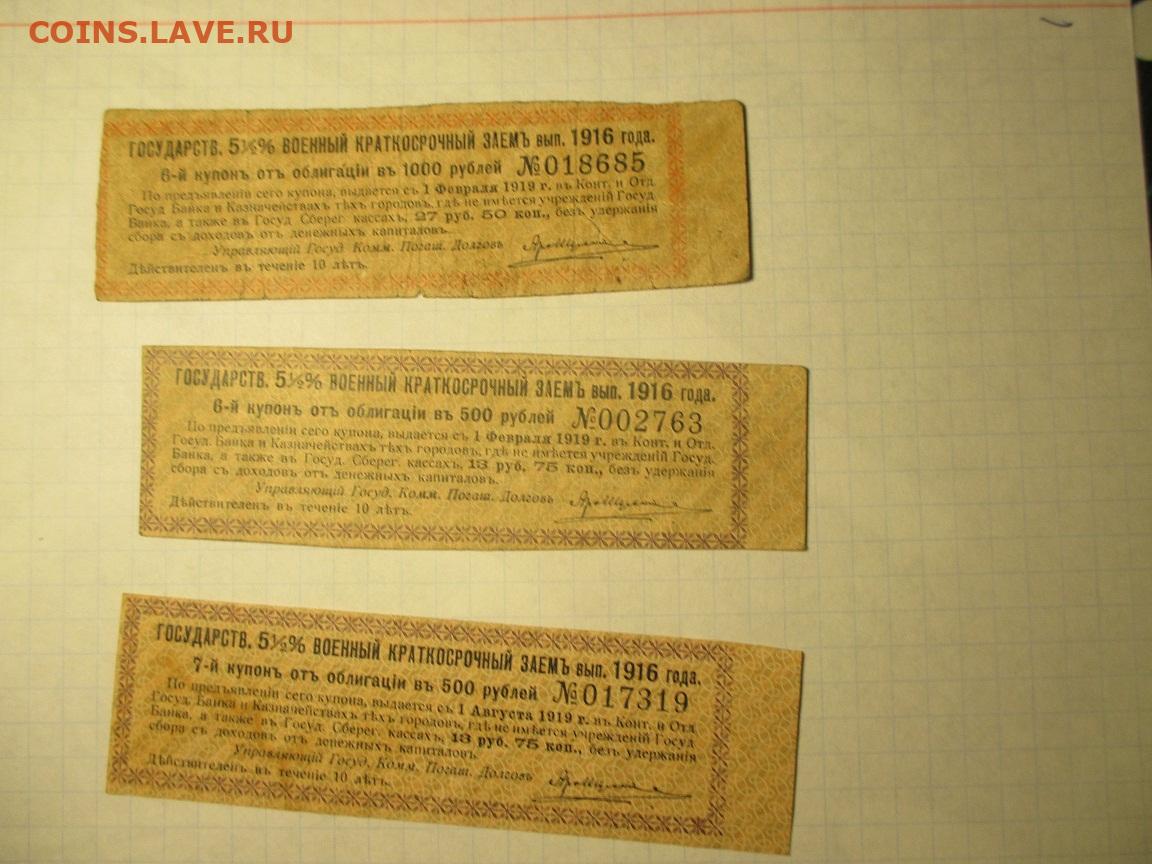 COINS.LAVE.RU
ГОСУДАРСТВ. 5½% ВОЕННЫЙ КРАТКОСРОЧНЫЙ ЗАЕМЪ вып. 1916 года.
6-й купонъ отъ облигаціи въ 1000 рублей №018685
По предъявленіи сего купона, выдается съ 1 Февраля 1919 г. въ Конт. и Отд.
Госуд. Банка и Казначействахъ тѣхъ городовъ, гдѣ не имѣется учрежденій Госуд.
Банка, а также въ Госуд. Сберег. кассахъ, 27 руб. 50 коп., безъ удержанія
сбора съ доходовъ отъ денежныхъ капиталовъ.
Управляющій Госуд. Комм. Погаш. Долговъ
Дѣйствителенъ въ теченіе 10 лѣтъ.
ГОСУДАРСТВ. 5½% ВОЕННЫЙ КРАТКОСРОЧНЫЙ ЗАЕМЪ вып. 1916 года.
6-й купонъ отъ облигаціи въ 500 рублей №002763
По предъявленіи сего купона, выдается съ 1 Февраля 1919 г. въ Конт. и Отд.
Госуд. Банка и Казначействахъ тѣхъ городовъ, гдѣ не имѣется учрежденій Госуд.
Банка, а также въ Госуд. Сберег. кассахъ, 13 руб. 75 коп., безъ удержанія
сбора съ доходовъ отъ денежныхъ капиталовъ.
Управляющій Госуд. Комм. Погаш. Долговъ
Дѣйствителенъ въ теченіе 10 лѣтъ.
ГОСУДАРСТВ. 5½% ВОЕННЫЙ КРАТКОСРОЧНЫЙ ЗАЕМЪ вып. 1916 года.
7-й купонъ отъ облигаціи въ 500 рублей №017319
По предъявленіи сего купона, выдается съ 1 Августа 1919 г. въ Конт. и Отд.
Госуд. Банка и Казначействахъ тѣхъ городовъ, гдѣ не имѣется учрежденій Госуд.
Банка, а также въ Госуд. Сберег. кассахъ, 13 руб. 75 коп., безъ удержанія
сбора съ доходовъ отъ денежныхъ капиталовъ.
Управляющій Госуд. Комм. Погаш. Долговъ
Дѣйствителенъ въ теченіе 10 лѣтъ.